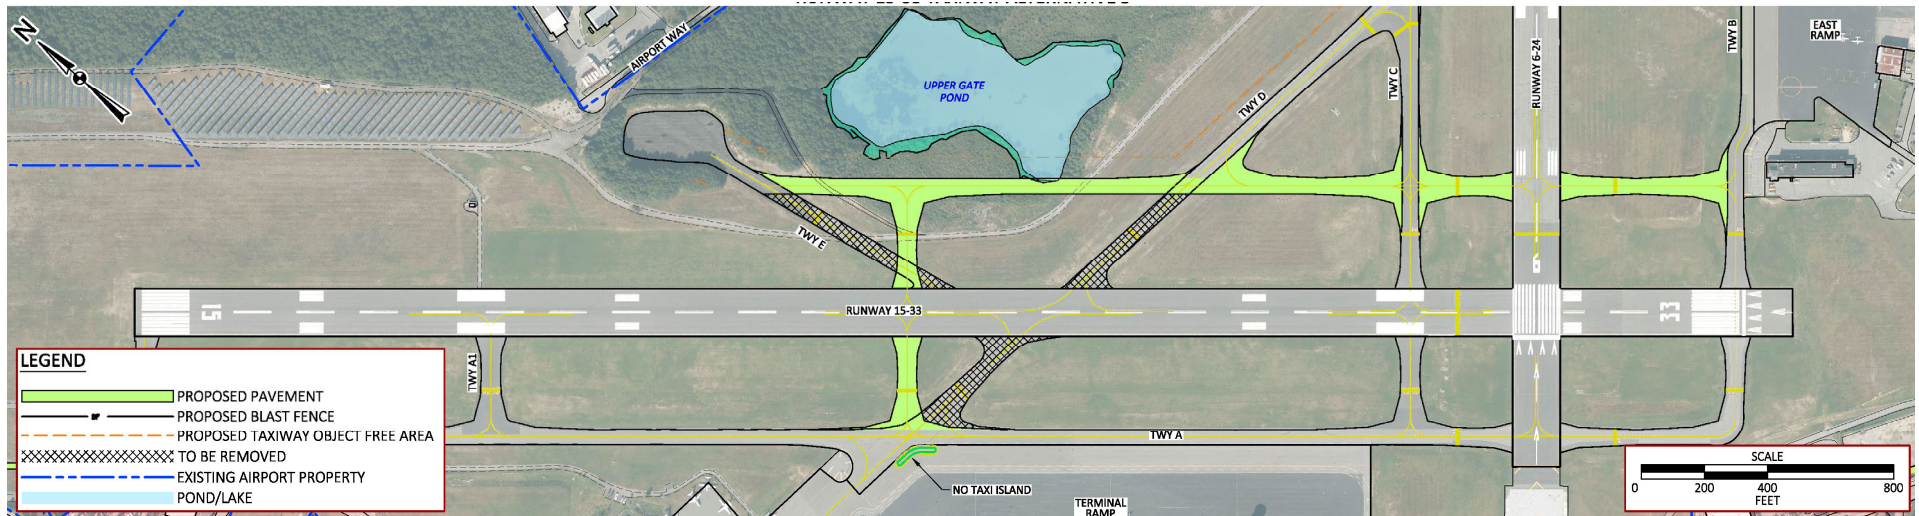 N
AIRPORT WAY
UPPER GATE
POND
TWY D
TWY C
RUNWAY 6-24
TWY B
EAST
RAMP
TWY E
6
15
RUNWAY 15-33
33
TWY A1
TWY A
NO TAXI ISLAND
TERMINAL
RAMP
LEGEND
PROPOSED PAVEMENT
BF
PROPOSED BLAST FENCE
PROPOSED TAXIWAY OBJECT FREE AREA
TO BE REMOVED
EXISTING AIRPORT PROPERTY
POND/LAKE
SCALE
0 200 400 800
FEET